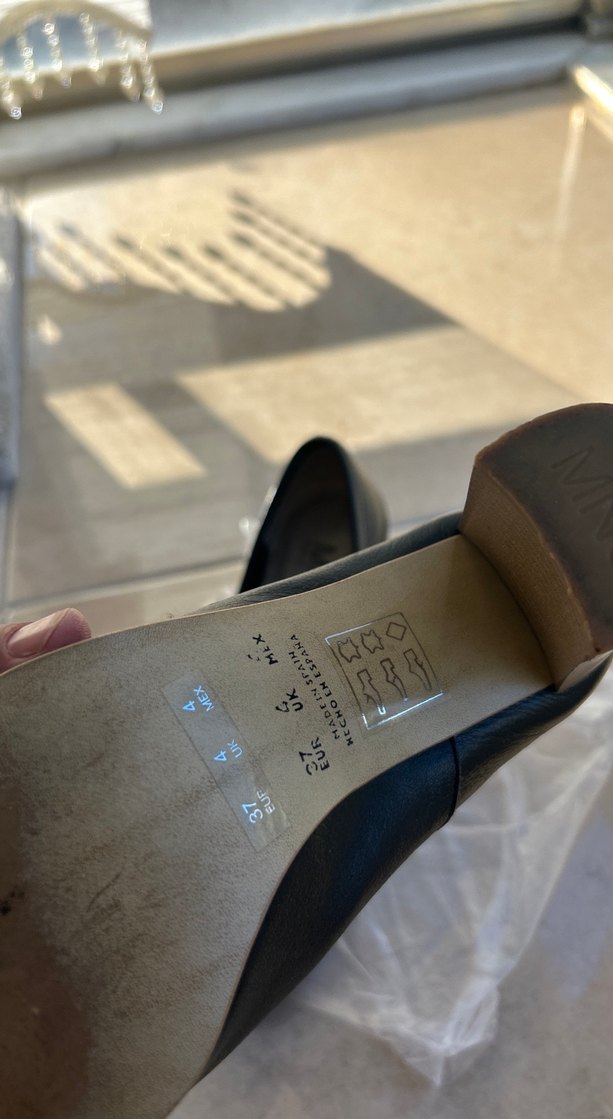 37 4 4
EUR UK MEX
37 4 4
EUR UK MEX
MADE IN SPAIN
HECHO EN ESPAÑA